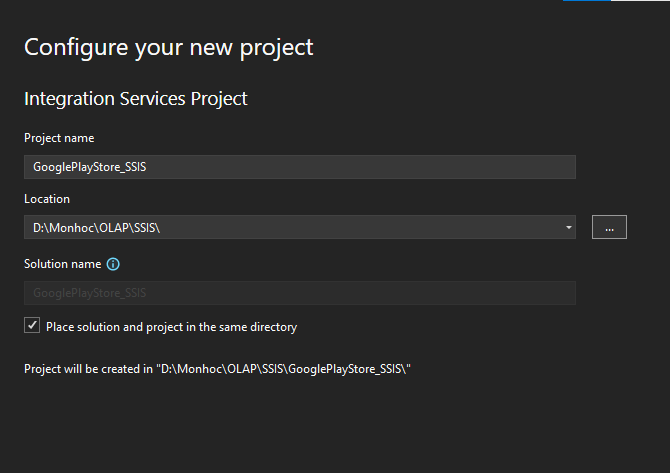 Configure your new project
Integration Services Project
Project name
GooglePlayStore_SSIS
Location
D:\Monhoc\OLAP\SSIS\
...
Solution name
GooglePlayStore_SSIS
Place solution and project in the same directory
Project will be created in "D:\Monhoc\OLAP\SSIS\GooglePlayStore_SSIS\"